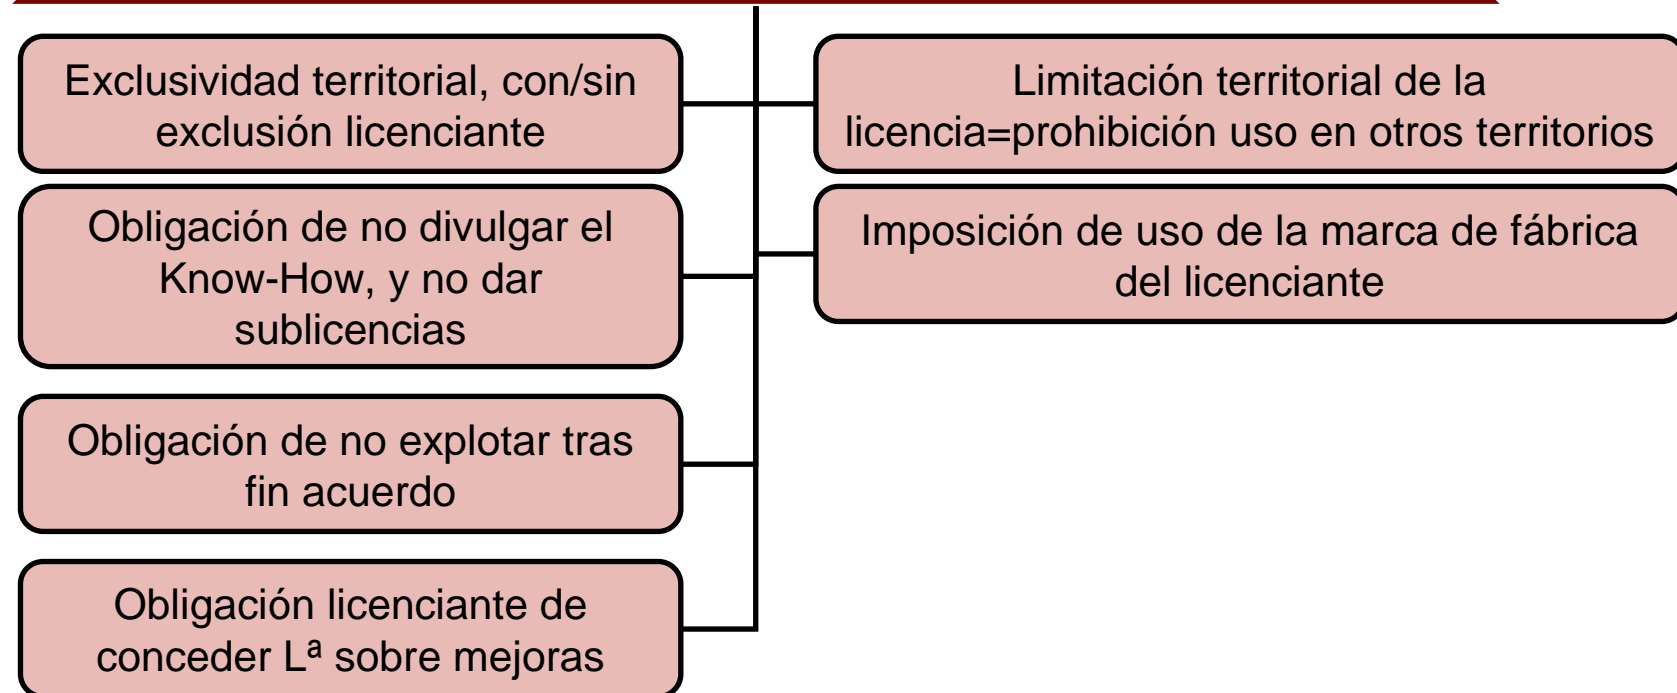 Exclusividad territorial, con/sin
exclusión licenciante
Limitación territorial de la
licencia=prohibición uso en otros territorios
Obligación de no divulgar el
Know-How, y no dar
sublicencias
Imposición de uso de la marca de fábrica
del licenciante
Obligación de no explotar tras
fin acuerdo
Obligación licenciante de
conceder Lª sobre mejoras